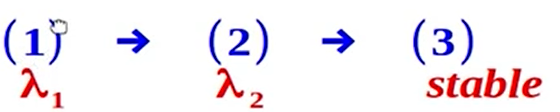 (1) → (2) → (3)
λ₁ λ₂ stable